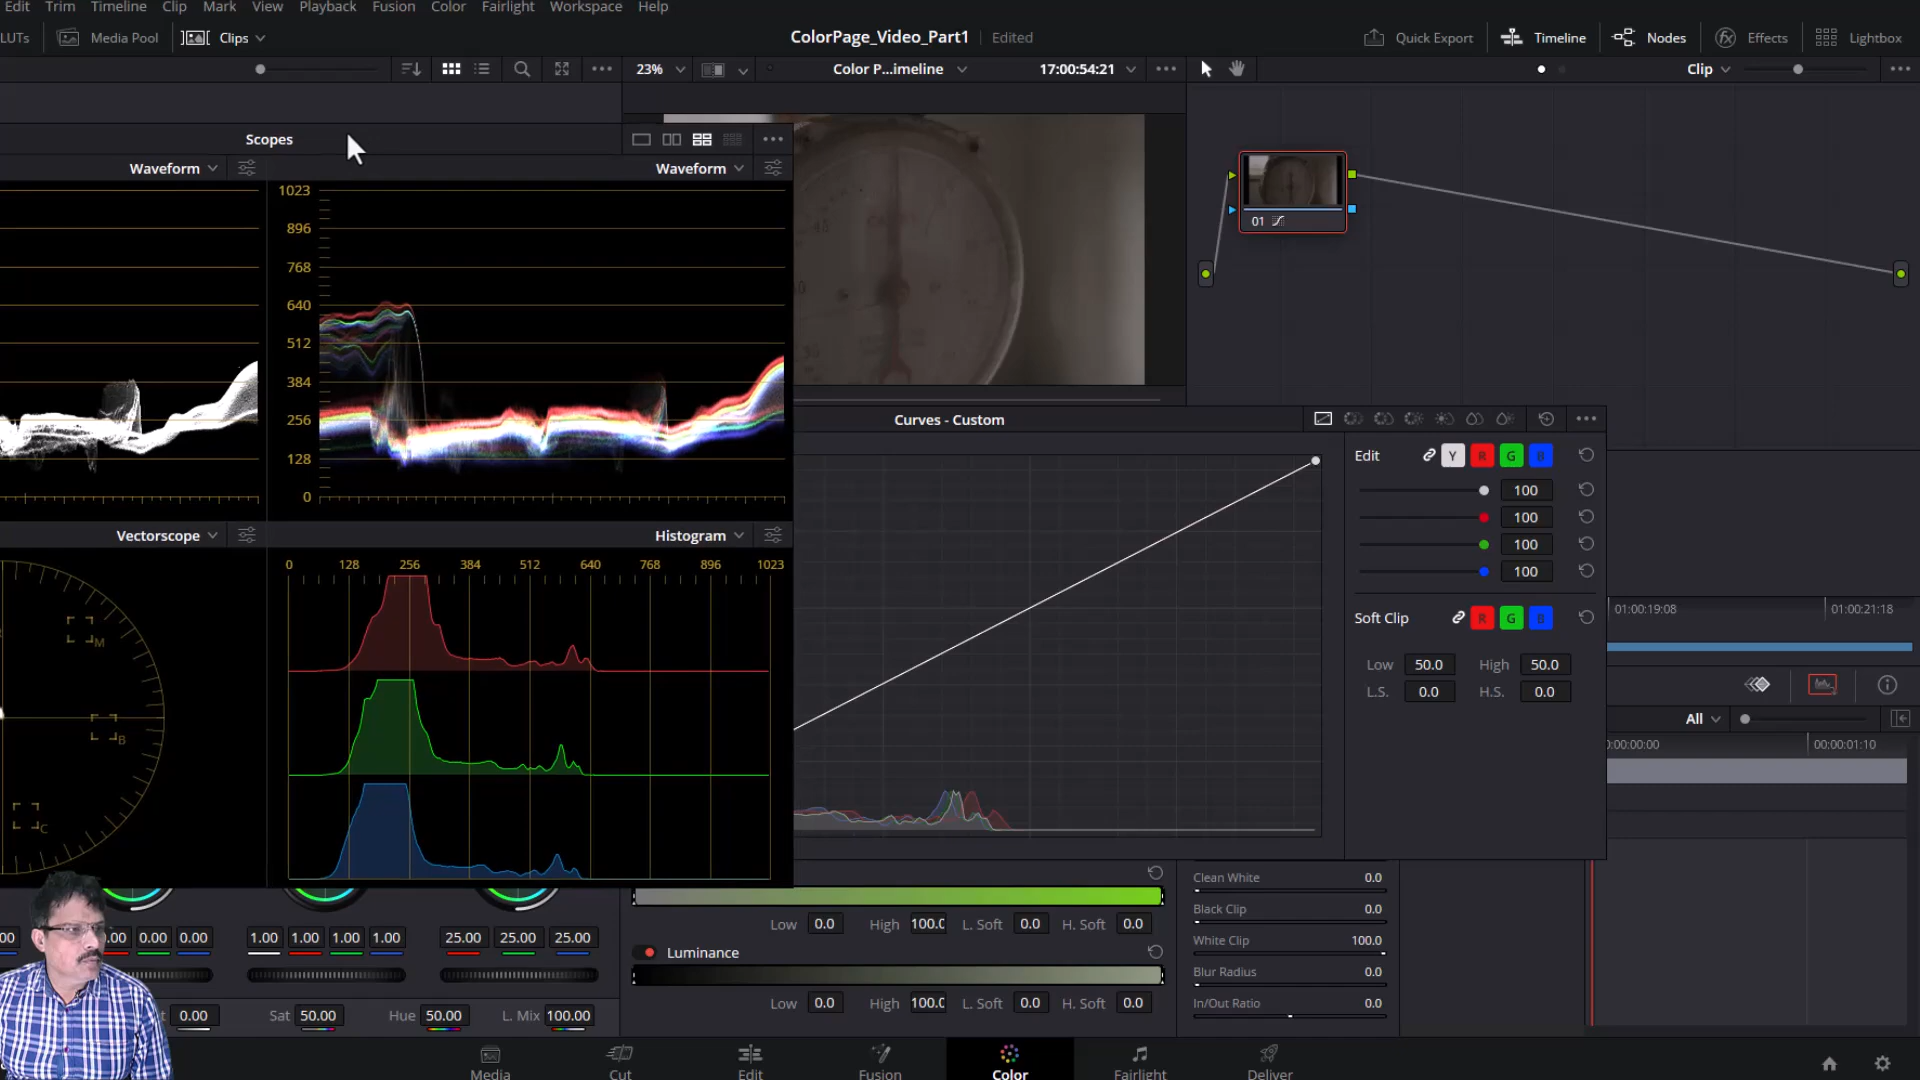 Edit Trim Timeline Clip Mark View Playback Fusion Color Fairlight Workspace Help
LUTs Media Pool Clips ColorPage_Video_Part1 Edited Quick Export Timeline Nodes Effects Lightbox
23% Color P...imeline 17:00:54:21 Clip
Scopes
Waveform Waveform
1023
896
768
640
512
384
256
128
0
01
Curves - Custom
Edit Y R G B
100
100
100
100
Soft Clip R G B
Low 50.0 High 50.0
L.S. 0.0 H.S. 0.0
Vectorscope Histogram
0 128 256 384 512 640 768 896 1023
M
B
C
01:00:19:08 01:00:21:18
All
00:00:01:10
Clean White 0.0
Black Clip 0.0
White Clip 100.0
Blur Radius 0.0
In/Out Ratio 0.0
Low 0.0 High 100.0 L. Soft 0.0 H. Soft 0.0
Luminance
Low 0.0 High 100.0 L. Soft 0.0 H. Soft 0.0
0.00 0.00 1.00 1.00 1.00 1.00 25.00 25.00 25.00
0.00 Sat 50.00 Hue 50.00 L. Mix 100.00
Media Cut Edit Fusion Color Fairlight Deliver